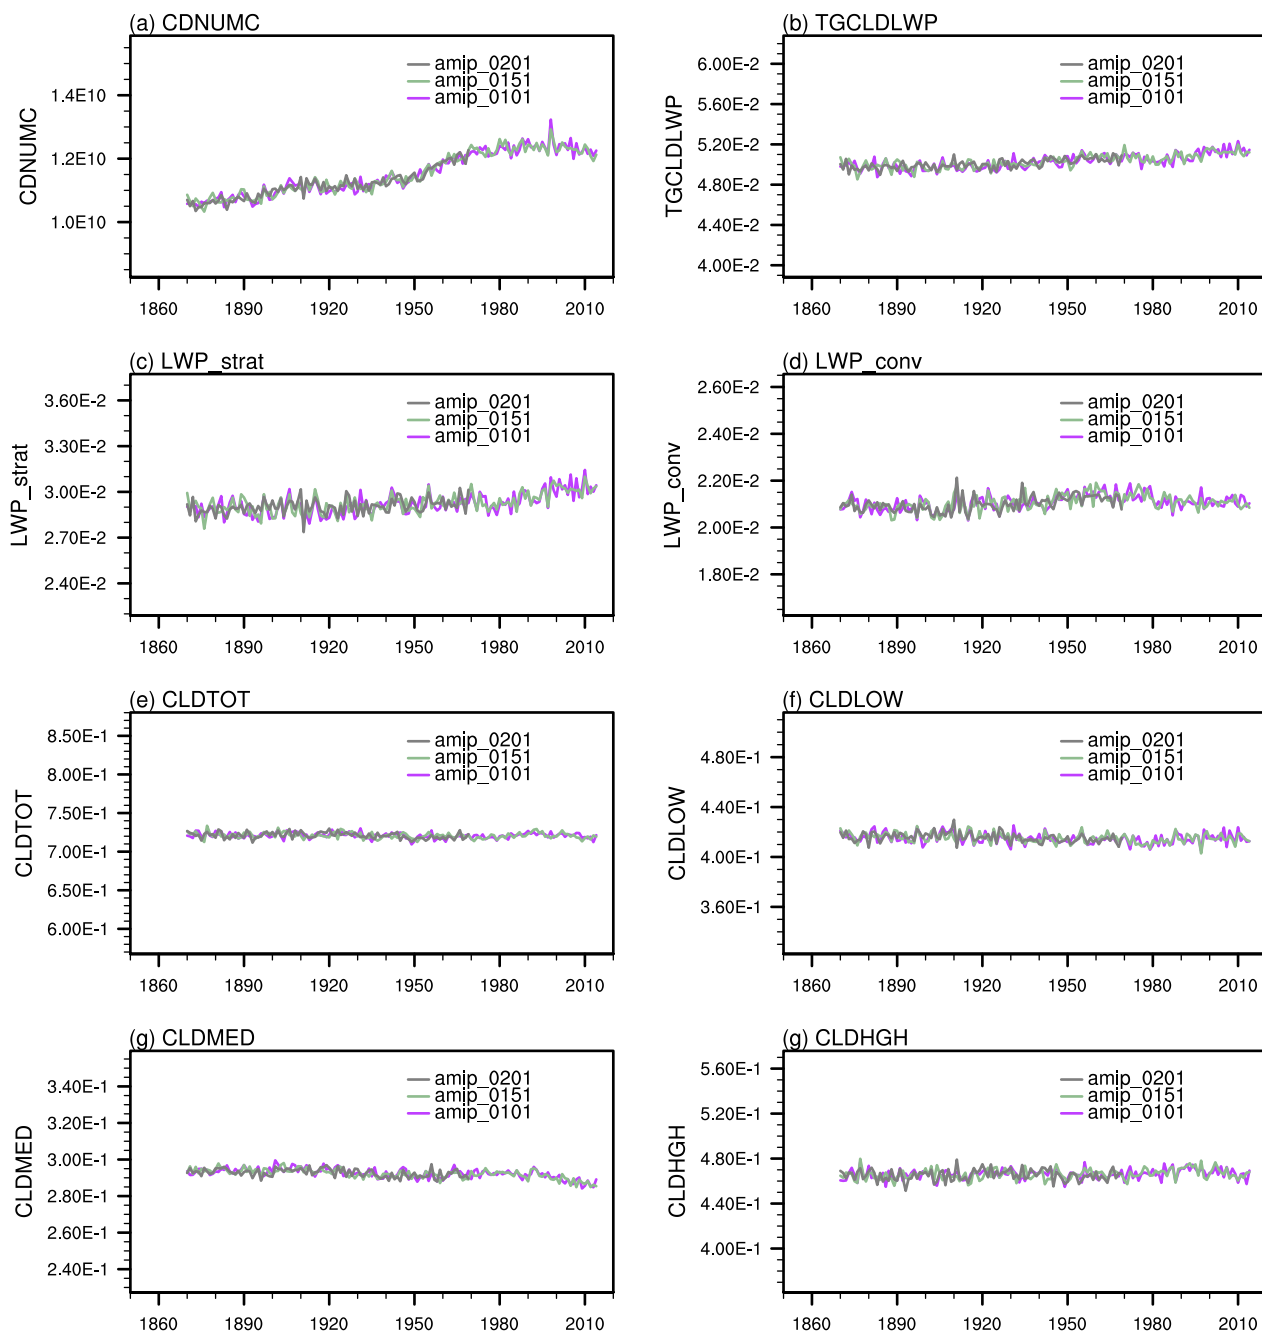 (a) CDNUMC
amip_0201
amip_0151
amip_0101
CDNUMC
1.4E10
1.2E10
1.0E10
1860 1890 1920 1950 1980 2010
(b) TGCLDLWP
amip_0201
amip_0151
amip_0101
TGCLDLWP
6.00E-2
5.60E-2
5.20E-2
4.80E-2
4.40E-2
4.00E-2
1860 1890 1920 1950 1980 2010
(c) LWP_strat
amip_0201
amip_0151
amip_0101
LWP_strat
3.60E-2
3.30E-2
3.00E-2
2.70E-2
2.40E-2
1860 1890 1920 1950 1980 2010
(d) LWP_conv
amip_0201
amip_0151
amip_0101
LWP_conv
2.60E-2
2.40E-2
2.20E-2
2.00E-2
1.80E-2
1860 1890 1920 1950 1980 2010
(e) CLDTOT
amip_0201
amip_0151
amip_0101
CLDTOT
8.50E-1
8.00E-1
7.50E-1
7.00E-1
6.50E-1
6.00E-1
1860 1890 1920 1950 1980 2010
(f) CLDLOW
amip_0201
amip_0151
amip_0101
CLDLOW
4.80E-1
4.40E-1
4.00E-1
3.60E-1
1860 1890 1920 1950 1980 2010
(g) CLDMED
amip_0201
amip_0151
amip_0101
CLDMED
3.40E-1
3.20E-1
3.00E-1
2.80E-1
2.60E-1
2.40E-1
1860 1890 1920 1950 1980 2010
(g) CLDHGH
amip_0201
amip_0151
amip_0101
CLDHGH
5.60E-1
5.20E-1
4.80E-1
4.40E-1
4.00E-1
1860 1890 1920 1950 1980 2010